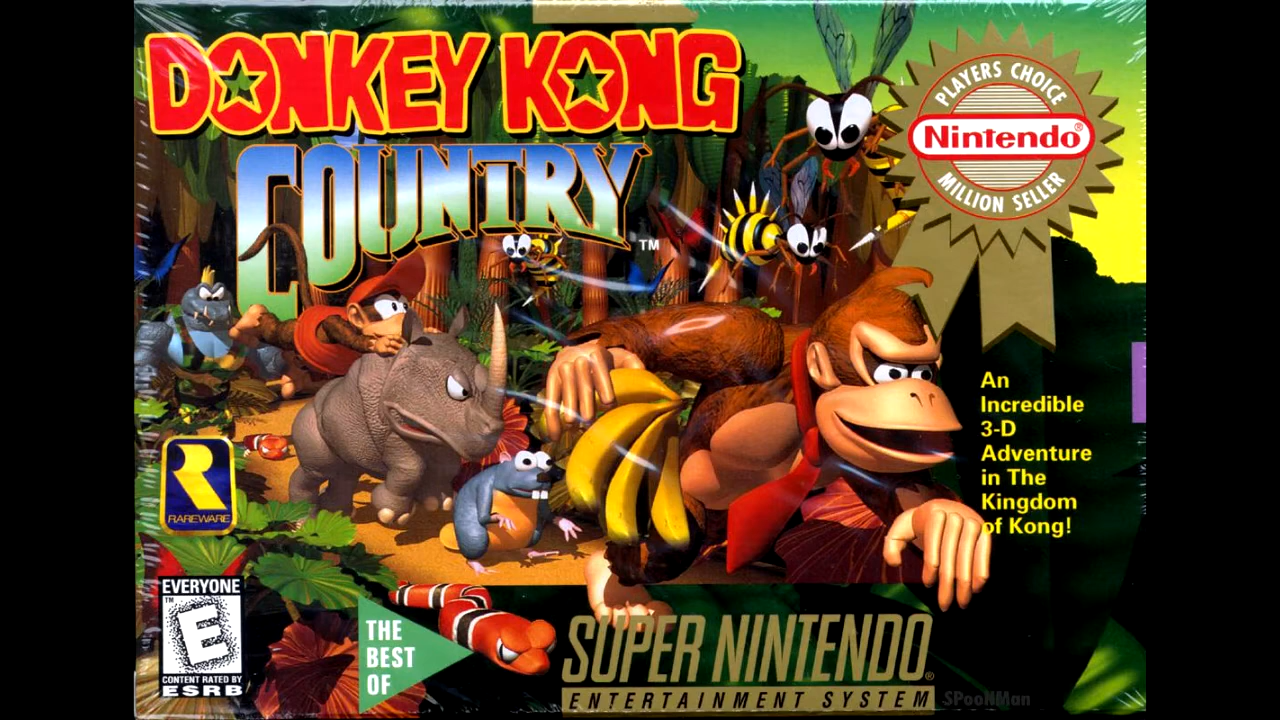 DONKEY KONG
COUNTRY
TM
PLAYERS CHOICE
Nintendo®
MILLION SELLER
An
Incredible
3-D
Adventure
in The
Kingdom
of Kong!
R
RAREWARE
EVERYONE
TM
E
CONTENT RATED BY
ESRB
THE
BEST
OF
SUPER NINTENDO®
ENTERTAINMENT SYSTEM
SPooNMan